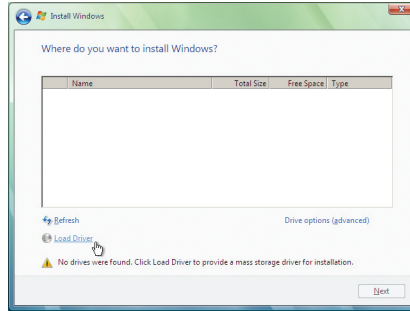 Install Windows
Where do you want to install Windows?
Name Total Size Free Space Type
Refresh Drive options (advanced)
Load Driver
No drives were found. Click Load Driver to provide a mass storage driver for installation.
Next